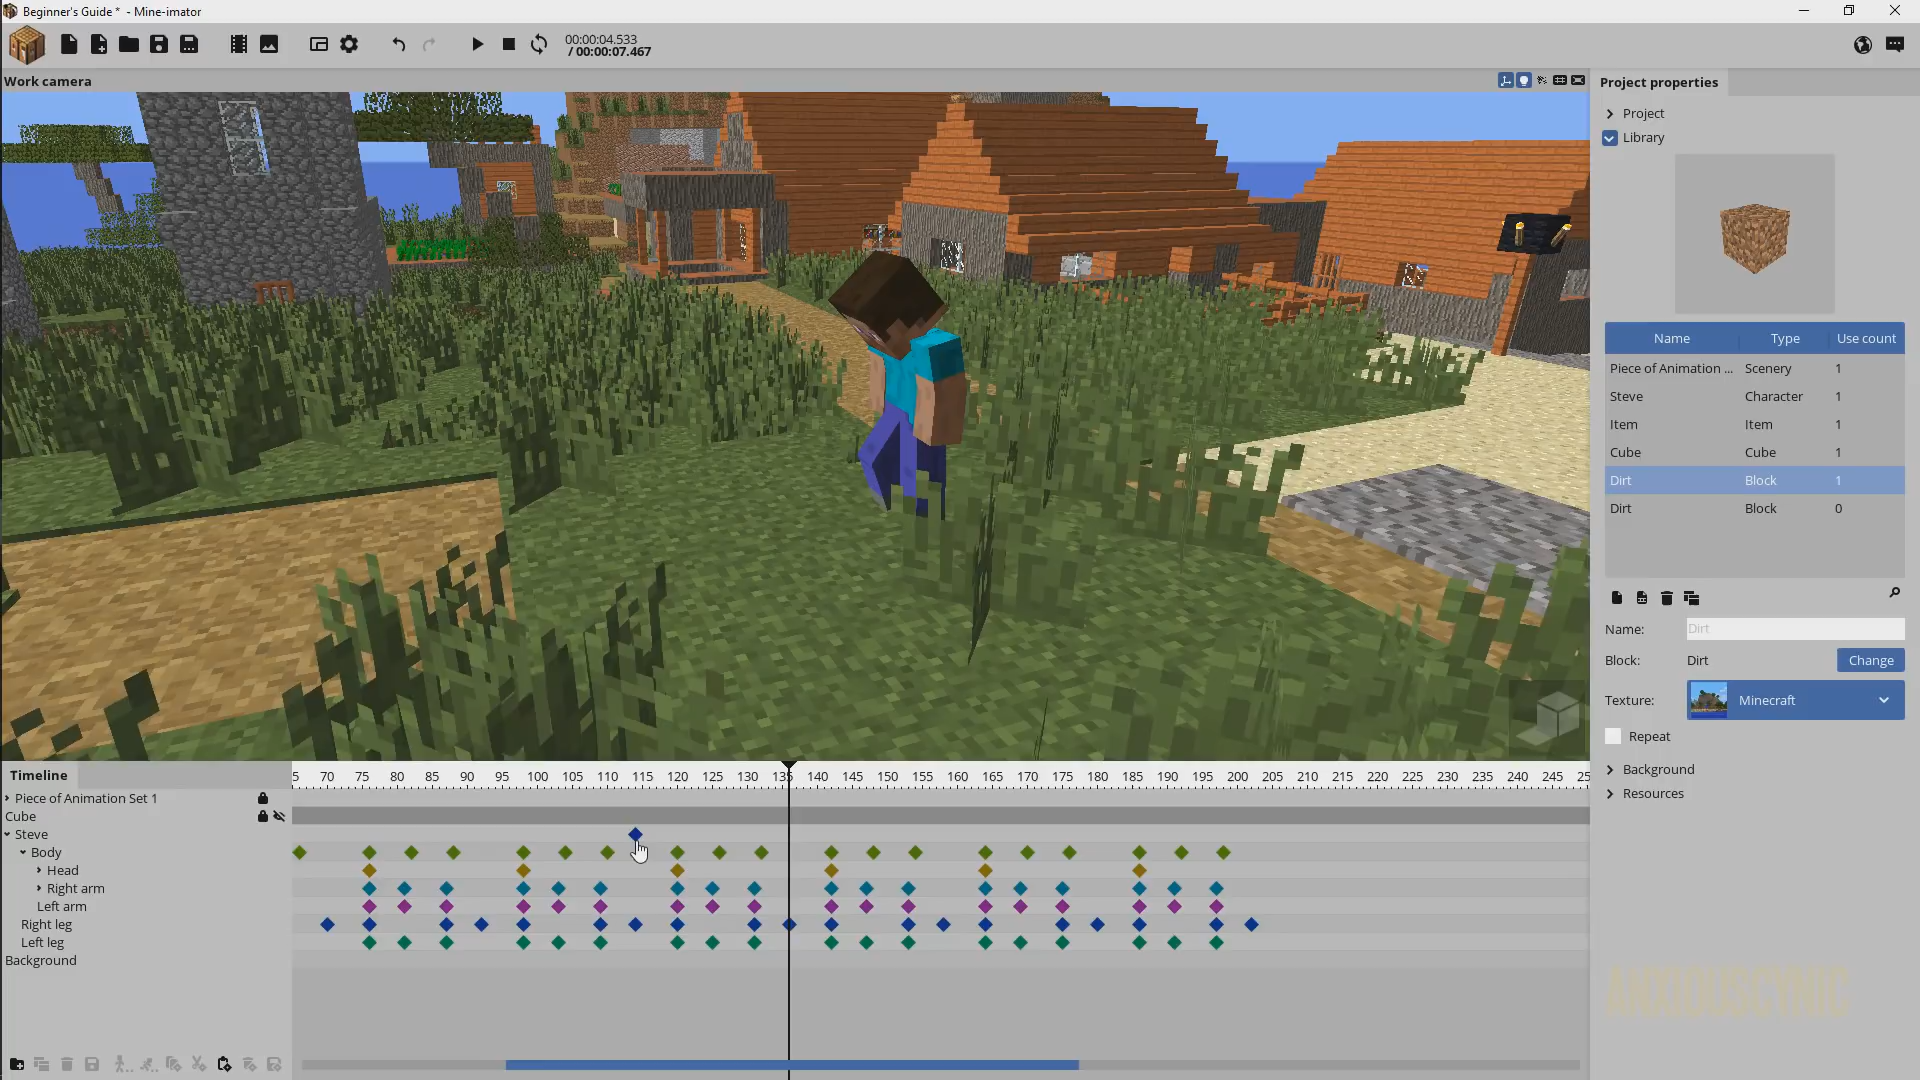 Beginner's Guide * - Mine-imator
00:00:04.533
/ 00:00:07.467
Work camera
Project properties
Project
Library
Name Type Use count
Piece of Animation ... Scenery 1
Steve Character 1
Item Item 1
Cube Cube 1
Dirt Block 1
Dirt Block 0
Name: Dirt
Block: Dirt Change
Texture: Minecraft
Repeat
Background
Resources
Timeline
5 70 75 80 85 90 95 100 105 110 115 120 125 130 135 140 145 150 155 160 165 170 175 180 185 190 195 200 205 210 215 220 225 230 235 240 245 25
Piece of Animation Set 1
Cube
Steve
Body
Head
Right arm
Left arm
Right leg
Left leg
Background
ANXIOUSCYNIC